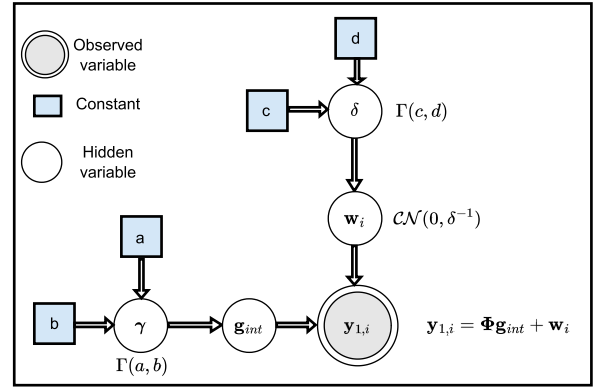 Observed
variable
Constant
Hidden
variable
d
c
δ
Γ(c, d)
w_i
𝒞𝒩(0, δ⁻¹)
a
b
γ
g_int
y_{1,i}
y_{1,i} = Φg_int + w_i
Γ(a, b)